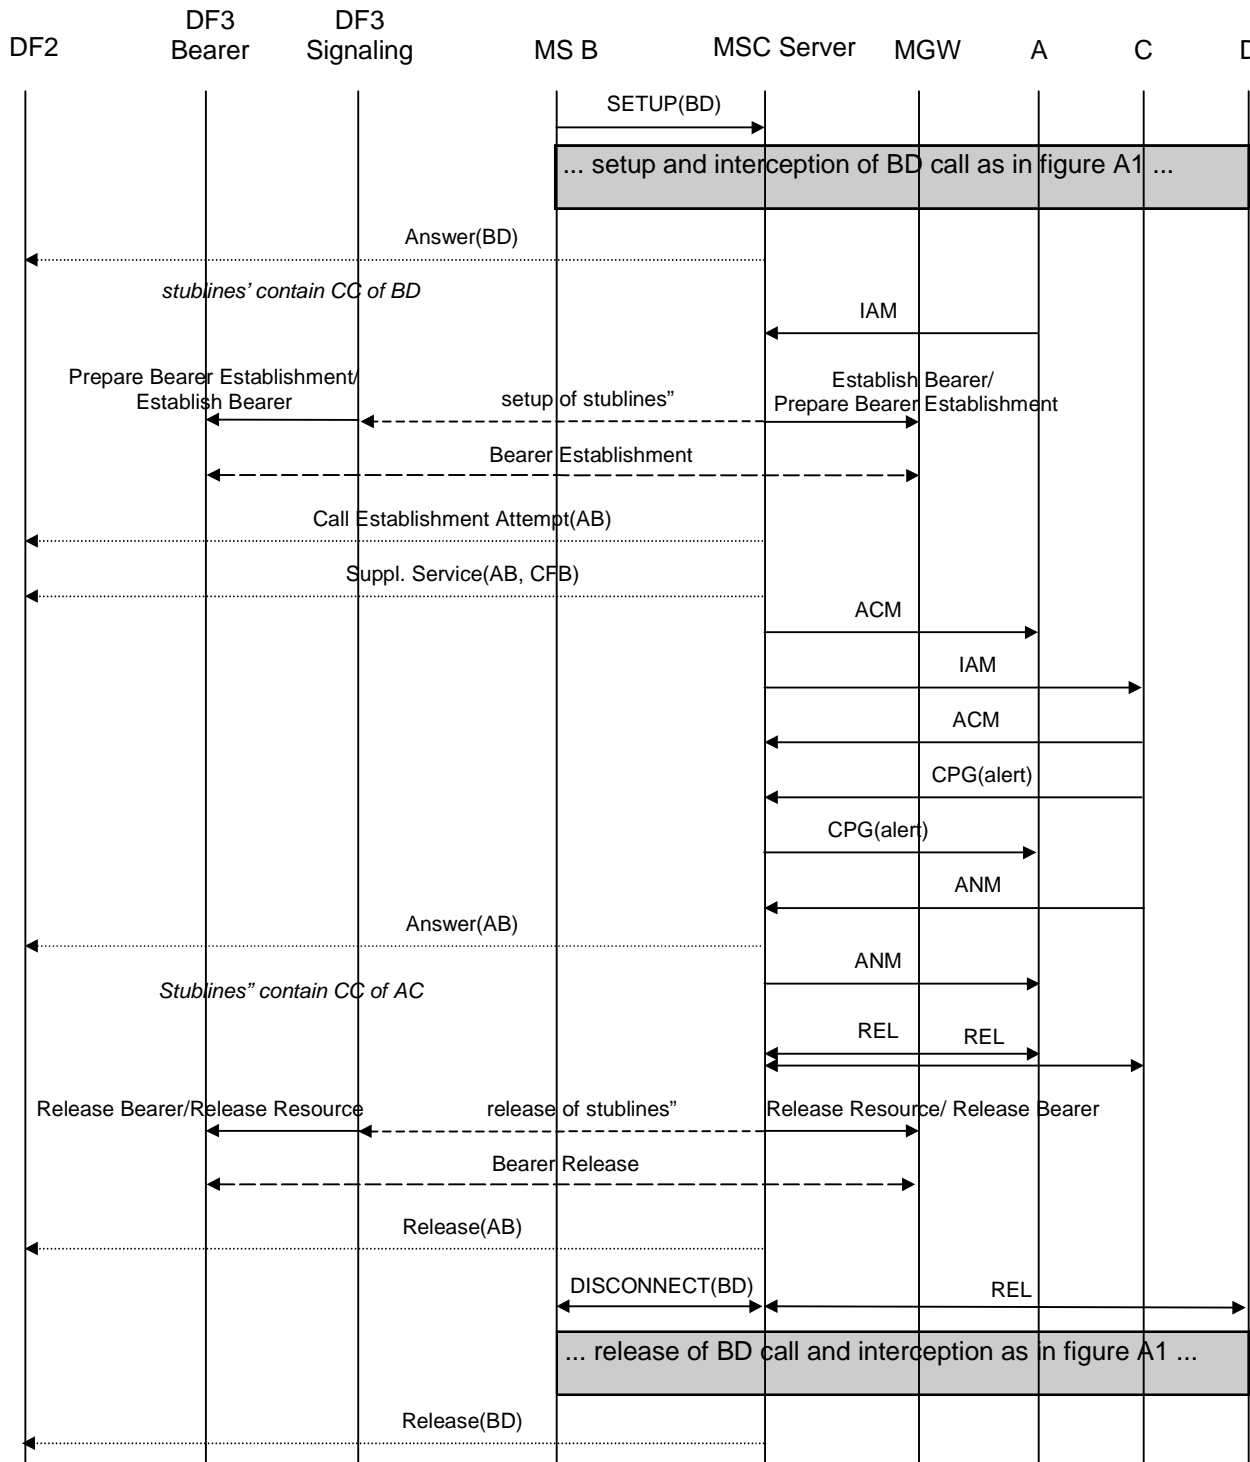 DF2
DF3
Bearer
DF3
Signaling
MS B
MSC Server
MGW
A
C
D
SETUP(BD)
... setup and interception of BD call as in figure A1 ...
Answer(BD)
stublines’ contain CC of BD
IAM
Prepare Bearer Establishment/
Establish Bearer
setup of stublines”
Establish Bearer/
Prepare Bearer Establishment
Bearer Establishment
Call Establishment Attempt(AB)
Suppl. Service(AB, CFB)
ACM
IAM
ACM
CPG(alert)
CPG(alert)
ANM
Answer(AB)
ANM
Stublines” contain CC of AC
REL
REL
Release Bearer/Release Resource
release of stublines”
Release Resource/ Release Bearer
Bearer Release
Release(AB)
DISCONNECT(BD)
REL
... release of BD call and interception as in figure A1 ...
Release(BD)